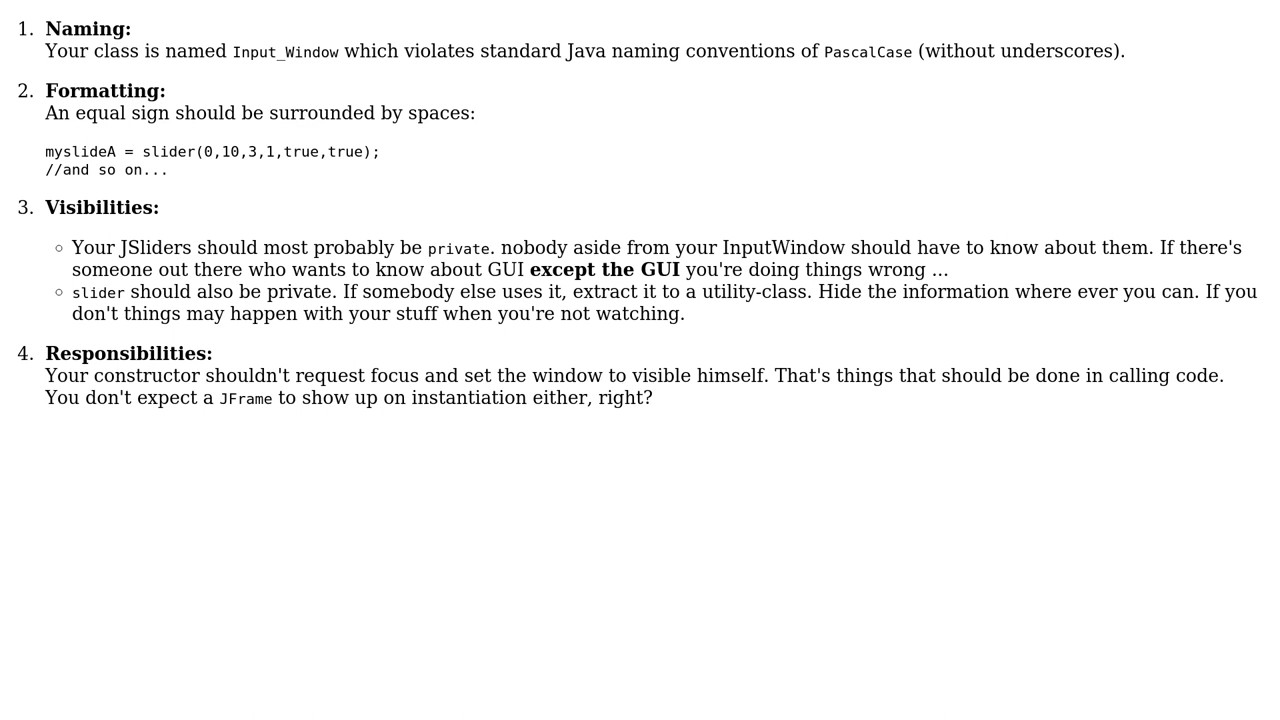 1. Naming:
Your class is named Input_Window which violates standard Java naming conventions of PascalCase (without underscores).
2. Formatting:
An equal sign should be surrounded by spaces:
myslideA = slider(0,10,3,1,true,true);
//and so on...
3. Visibilities:
◦ Your JSliders should most probably be private. nobody aside from your InputWindow should have to know about them. If there's
someone out there who wants to know about GUI except the GUI you're doing things wrong ...
◦ slider should also be private. If somebody else uses it, extract it to a utility-class. Hide the information where ever you can. If you
don't things may happen with your stuff when you're not watching.
4. Responsibilities:
Your constructor shouldn't request focus and set the window to visible himself. That's things that should be done in calling code.
You don't expect a JFrame to show up on instantiation either, right?